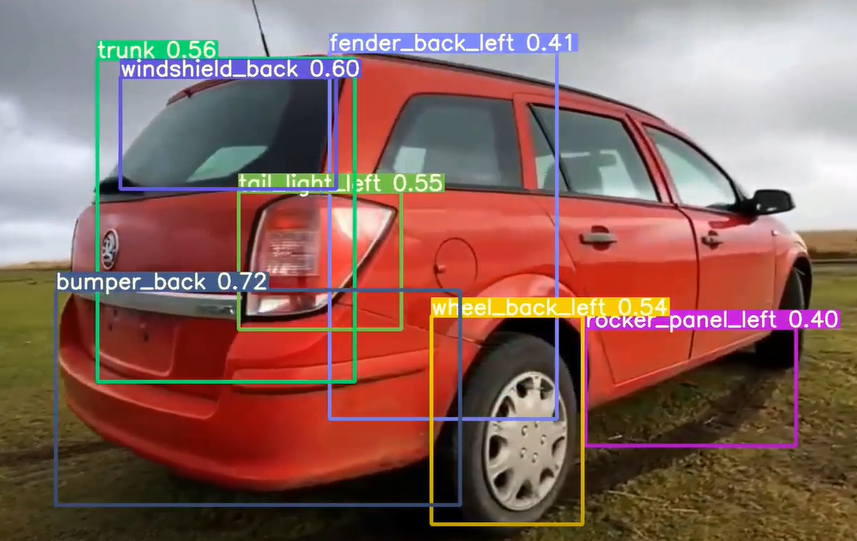 trunk 0.56
fender_back_left 0.41
windshield_back 0.60
tail_light_left 0.55
bumper_back 0.72
wheel_back_left 0.54
rocker_panel_left 0.40